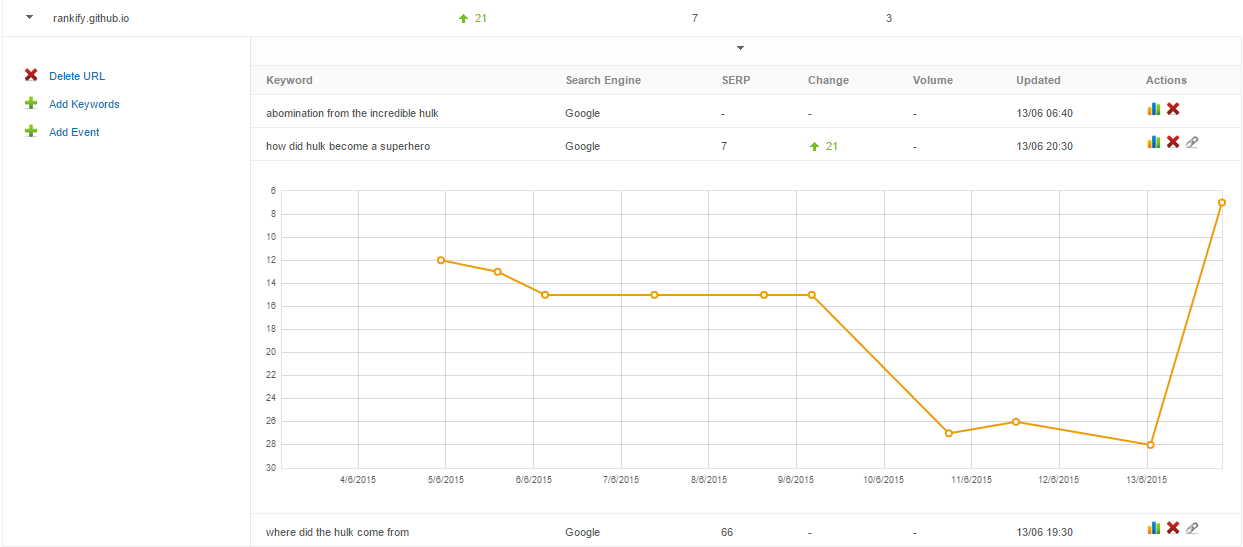 rankify.github.io 21 7 3
Delete URL
Add Keywords
Add Event
Keyword Search Engine SERP Change Volume Updated Actions
abomination from the incredible hulk Google - - - 13/06 06:40
how did hulk become a superhero Google 7 21 - 13/06 20:30
6
8
10
12
14
16
18
20
22
24
26
28
30
4/6/2015 5/6/2015 6/6/2015 7/6/2015 8/6/2015 9/6/2015 10/6/2015 11/6/2015 12/6/2015 13/6/2015
where did the hulk come from Google 66 - - 13/06 19:30